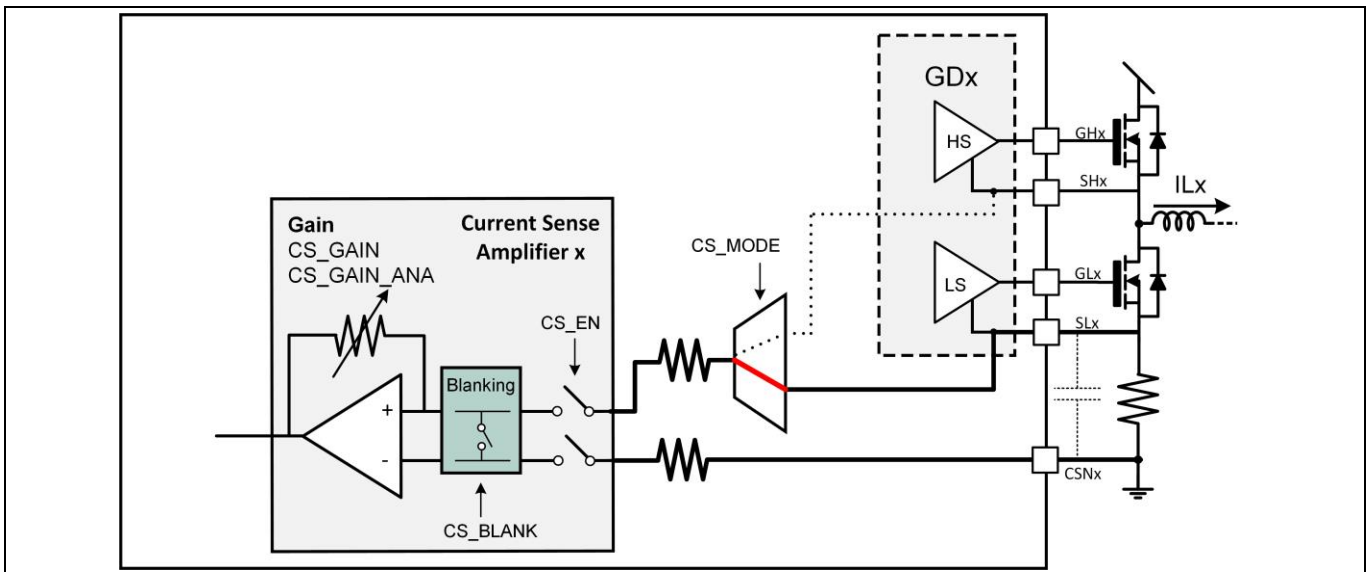 GDx
HS
GHx
SHx
ILx
Gain
CS_GAIN
CS_GAIN_ANA
Current Sense
Amplifier x
CS_MODE
LS
GLx
SLx
CS_EN
Blanking
+
-
CS_BLANK
CSNx